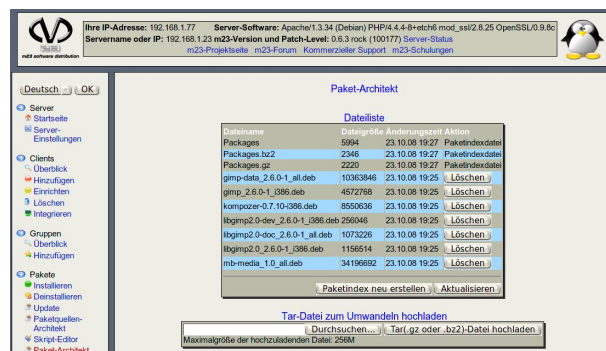 m23 software distribution
Ihre IP-Adresse: 192.168.1.77 Server-Software: Apache/1.3.34 (Debian) PHP/4.4.4-8+etch6 mod_ssl/2.8.25 OpenSSL/0.9.8c
Servername oder IP: 192.168.1.23 m23-Version und Patch-Level: 0.6.3 rock (100177) Server-Status
m23-Projektseite m23-Forum Kommerzieller Support m23-Schulungen
Deutsch OK
Server
Startseite
Server-
Einstellungen
Clients
Überblick
Hinzufügen
Einrichten
Löschen
Integrieren
Gruppen
Überblick
Hinzufügen
Pakete
Installieren
Deinstallieren
Update
Paketquellen-
Architekt
Skript-Editor
Paket-Architekt
Paket-Architekt
Dateiliste
Dateiname Dateigröße Änderungszeit Aktion
Packages 5994 23.10.08 19:27 Paketindexdatei
Packages.bz2 2346 23.10.08 19:27 Paketindexdatei
Packages.gz 2220 23.10.08 19:27 Paketindexdatei
gimp-data_2.6.0-1_all.deb 10363846 23.10.08 19:25 Löschen
gimp_2.6.0-1_i386.deb 4572768 23.10.08 19:25 Löschen
kompozer-0.7.10-i386.deb 8550636 23.10.08 19:25 Löschen
libgimp2.0-dev_2.6.0-1_i386.deb 256046 23.10.08 19:25 Löschen
libgimp2.0-doc_2.6.0-1_all.deb 1073226 23.10.08 19:25 Löschen
libgimp2.0_2.6.0-1_i386.deb 1156514 23.10.08 19:25 Löschen
mb-media_1.0_all.deb 34196692 23.10.08 19:25 Löschen
Paketindex neu erstellen Aktualisieren
Tar-Datei zum Umwandeln hochladen
Durchsuchen... Tar(.gz oder .bz2)-Datei hochladen
Maximalgröße der hochzuladenden Datei: 256M